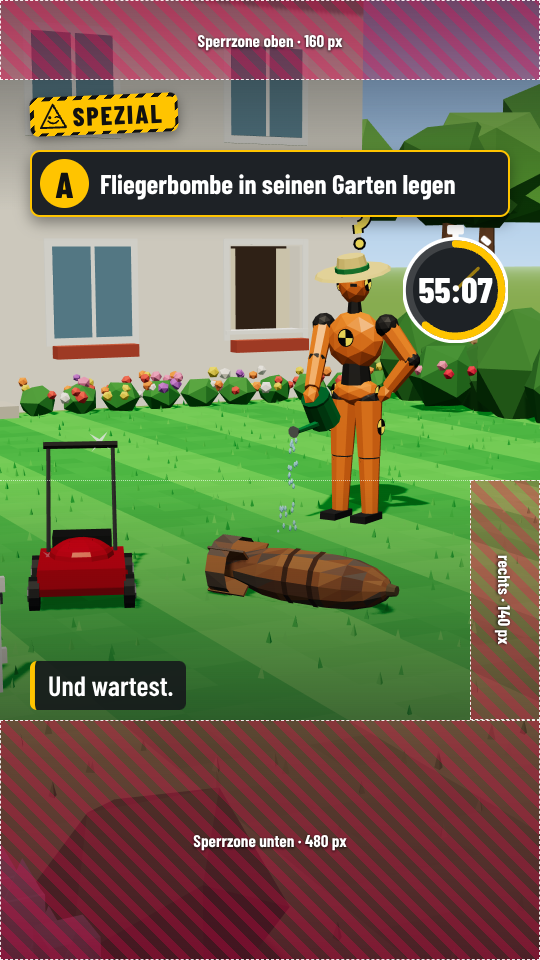 Sperrzone oben · 160 px
SPEZIAL
A Fliegerbombe in seinen Garten legen
?
55:07
rechts · 140 px
Und wartest.
Sperrzone unten · 480 px